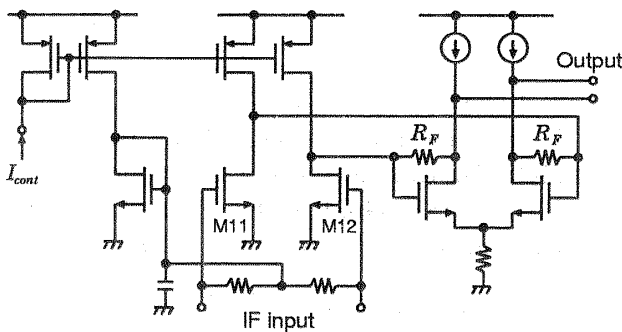 Output
R_F
R_F
I_cont
M11
M12
IF input